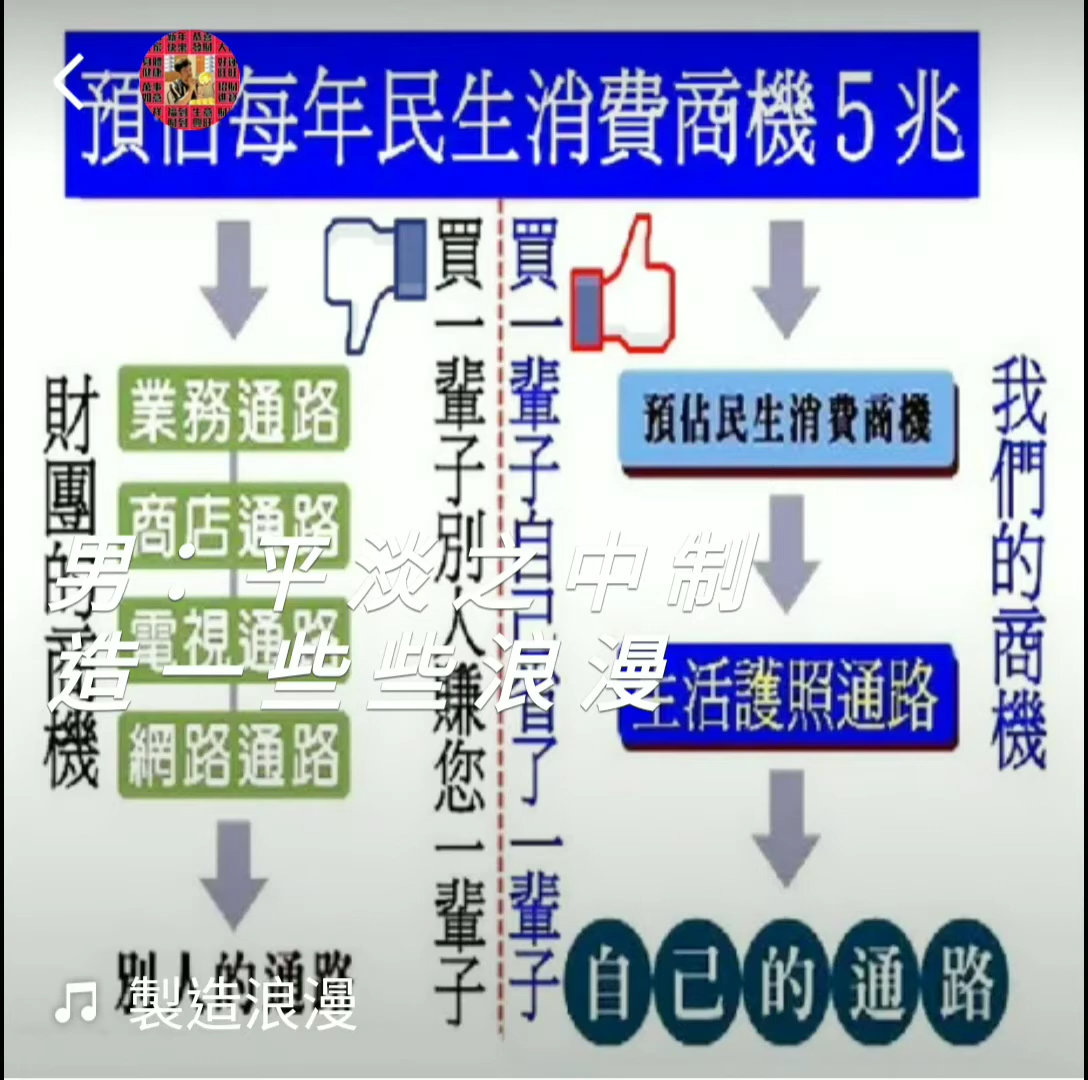 預估每年民生消費商機5兆
財團的商機
業務通路
商店通路
電視通路
網路通路
別人的通路
買一輩子別人賺您一輩子
買一輩子自己省了一輩子
預估民生消費商機
生活護照通路
自己的通路
我們的商機
男：平淡之中制
造一些些浪漫
製造浪漫